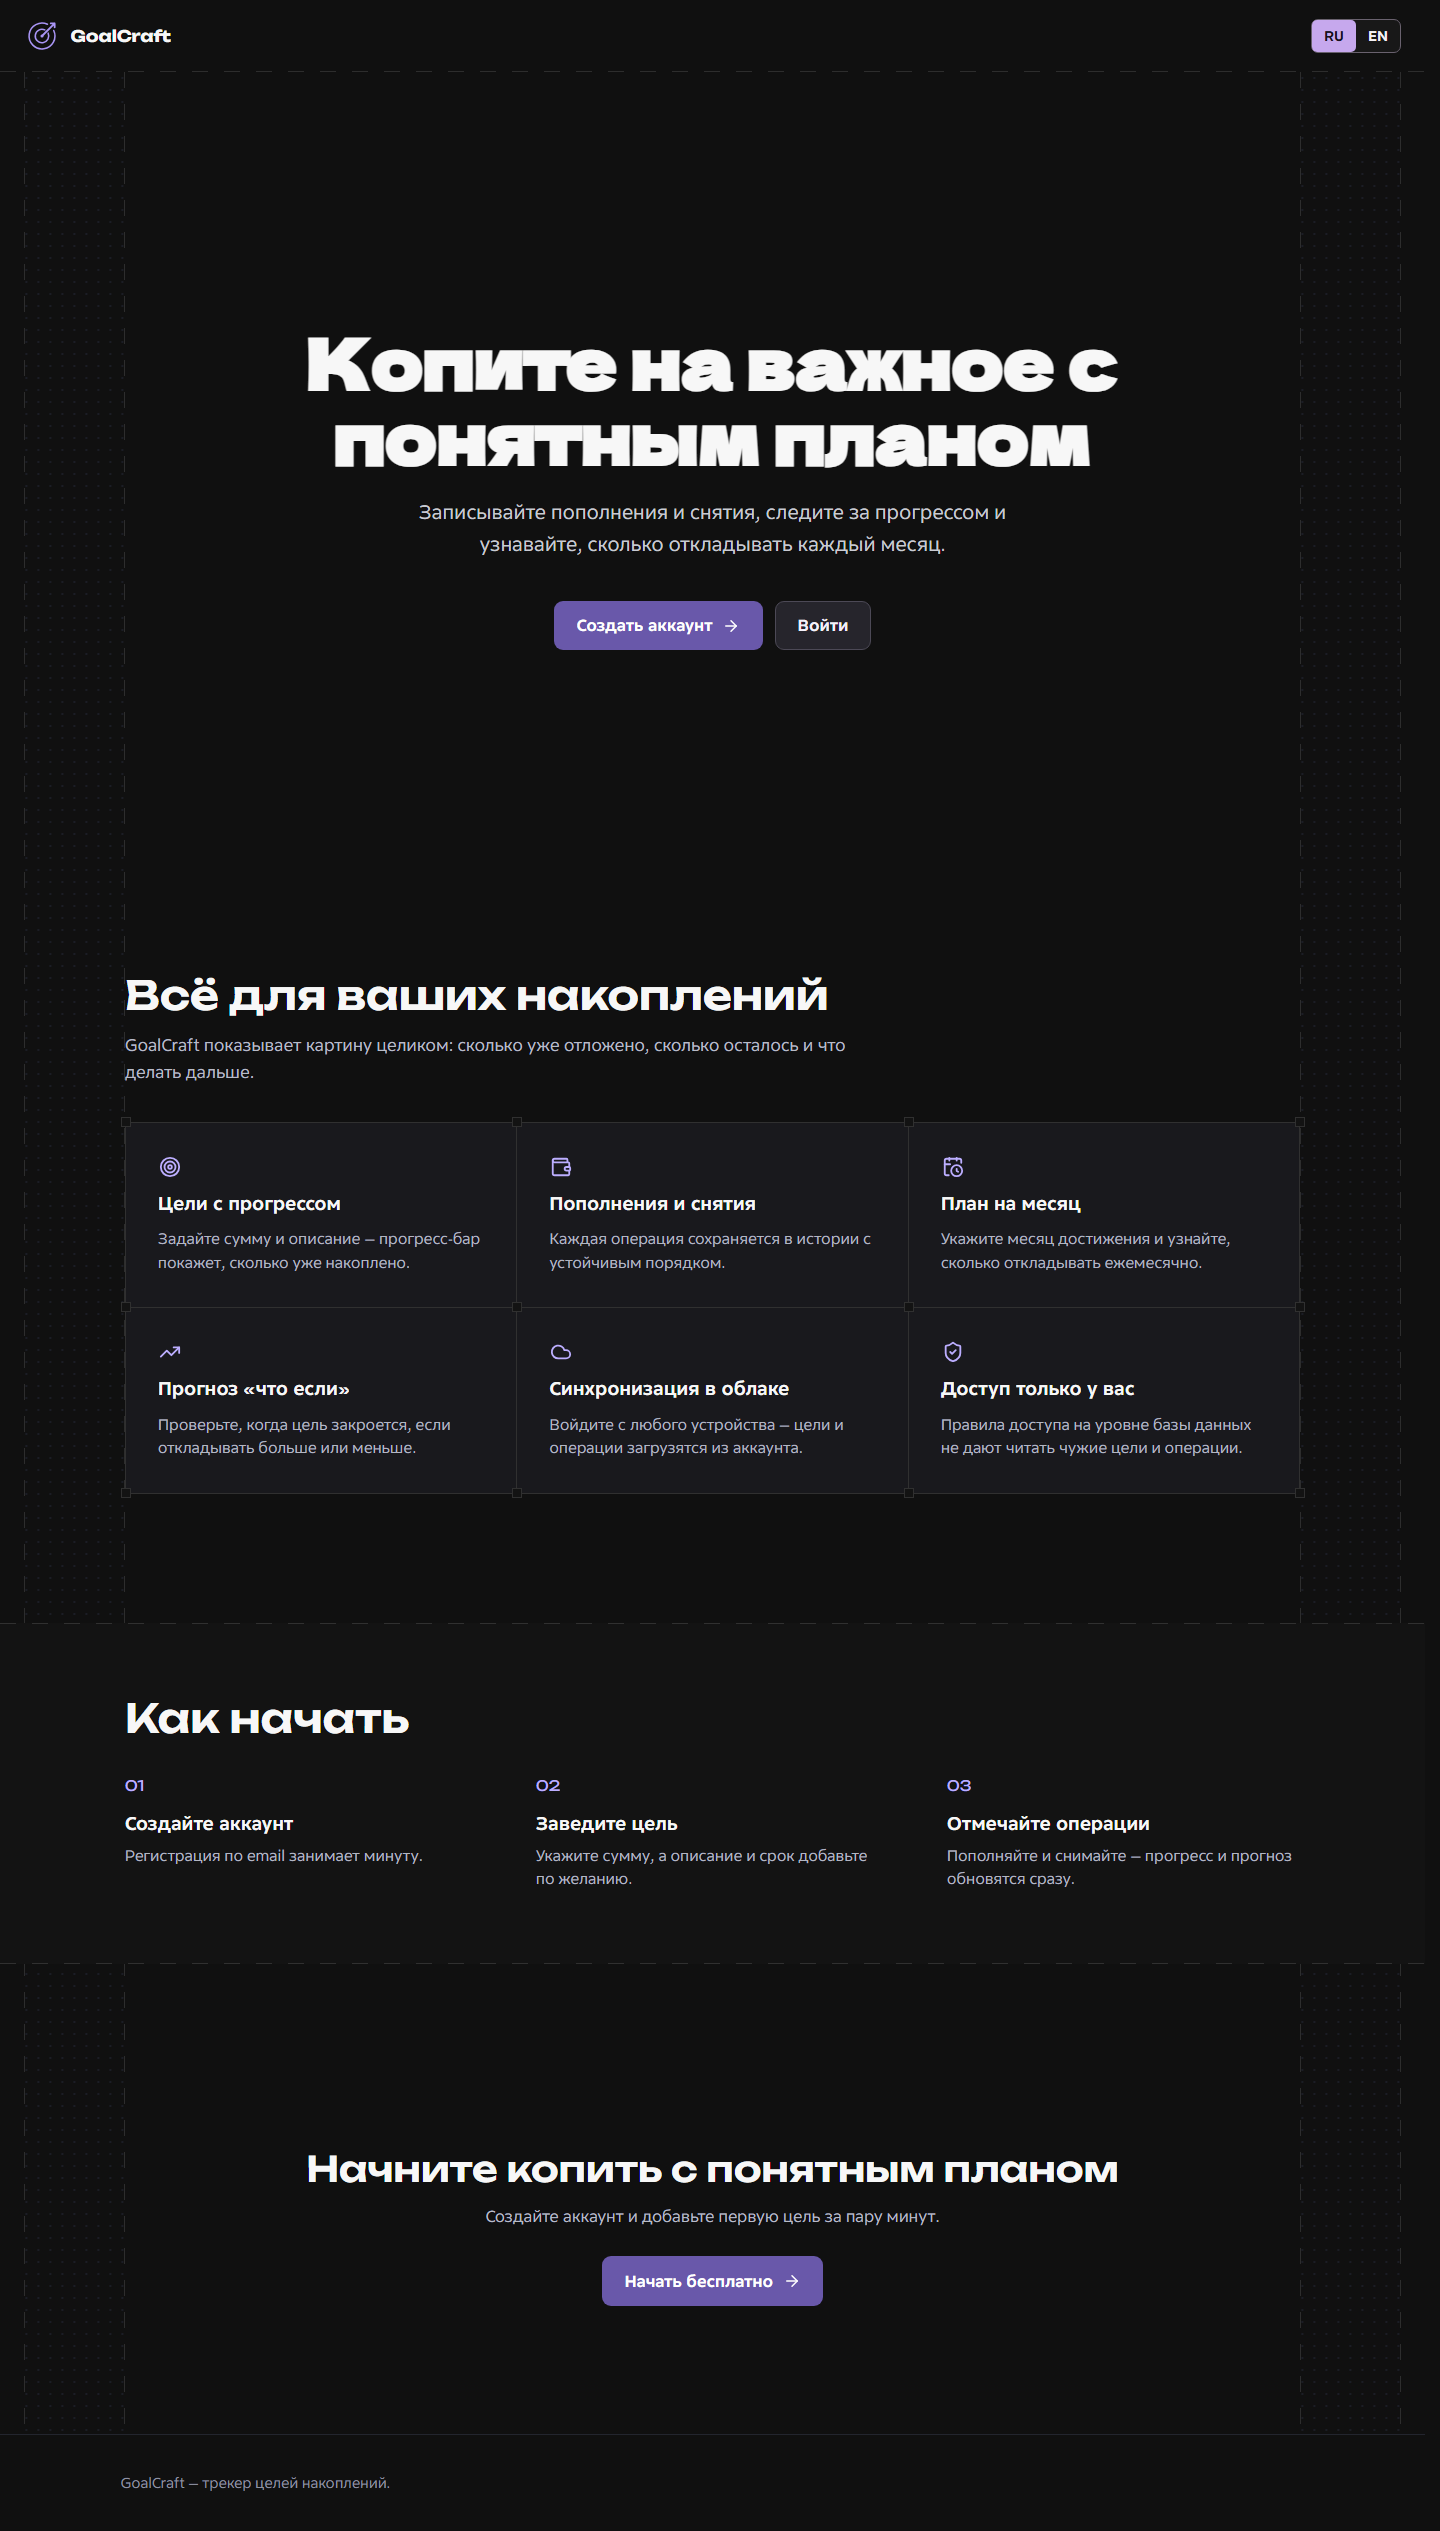 GoalCraft
RU EN
Копите на важное с
понятным планом
Записывайте пополнения и снятия, следите за прогрессом и
узнавайте, сколько откладывать каждый месяц.
Создать аккаунт
Войти
Всё для ваших накоплений
GoalCraft показывает картину целиком: сколько уже отложено, сколько осталось и что
делать дальше.
Цели с прогрессом
Задайте сумму и описание – прогресс-бар
покажет, сколько уже накоплено.
Пополнения и снятия
Каждая операция сохраняется в истории с
устойчивым порядком.
План на месяц
Укажите месяц достижения и узнайте,
сколько откладывать ежемесячно.
Прогноз «что если»
Проверьте, когда цель закроется, если
откладывать больше или меньше.
Синхронизация в облаке
Войдите с любого устройства – цели и
операции загрузятся из аккаунта.
Доступ только у вас
Правила доступа на уровне базы данных
не дают читать чужие цели и операции.
Как начать
01
Создайте аккаунт
Регистрация по email занимает минуту.
02
Заведите цель
Укажите сумму, а описание и срок добавьте
по желанию.
03
Отмечайте операции
Пополняйте и снимайте – прогресс и прогноз
обновятся сразу.
Начните копить с понятным планом
Создайте аккаунт и добавьте первую цель за пару минут.
Начать бесплатно
GoalCraft – трекер целей накоплений.